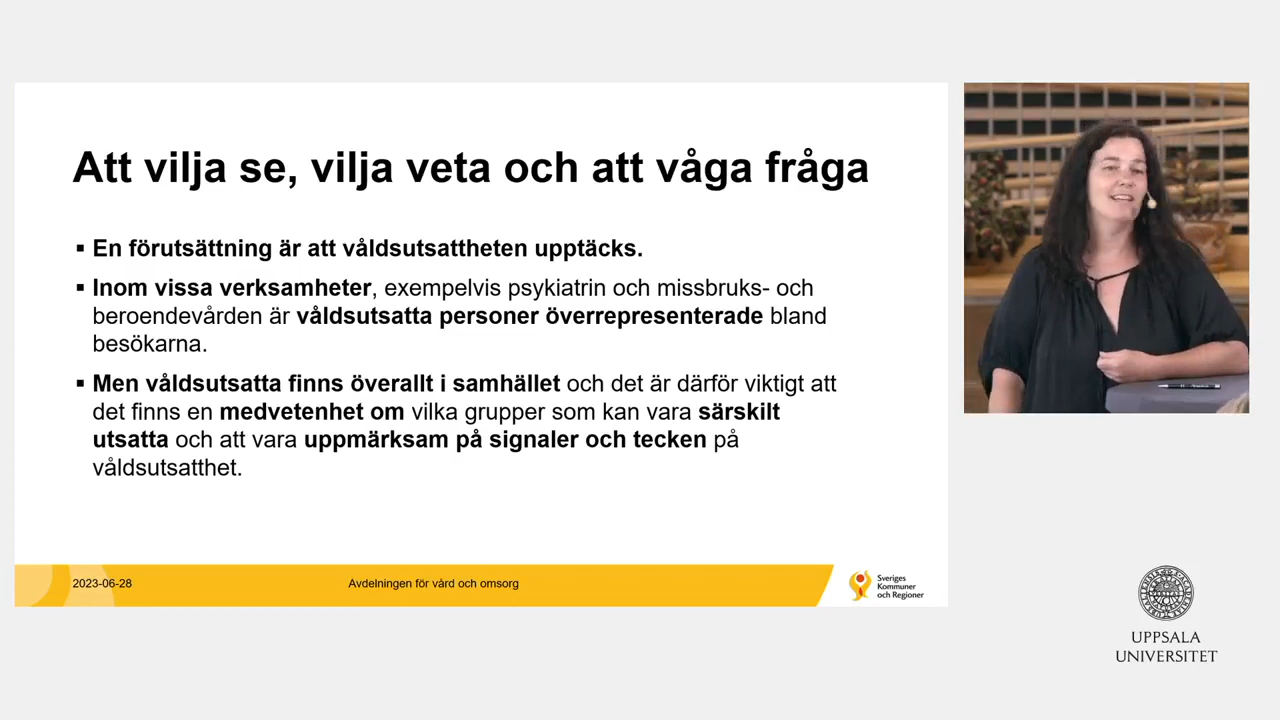 Att vilja se, vilja veta och att våga fråga
▪ En förutsättning är att våldsutsattheten upptäcks.
▪ Inom vissa verksamheter, exempelvis psykiatrin och missbruks- och
beroendevården är våldsutsatta personer överrepresenterade bland
besökarna.
▪ Men våldsutsatta finns överallt i samhället och det är därför viktigt att
det finns en medvetenhet om vilka grupper som kan vara särskilt
utsatta och att vara uppmärksam på signaler och tecken på
våldsutsatthet.
2023-06-28
Avdelningen för vård och omsorg
Sveriges
Kommuner
och Regioner
UPPSALA
UNIVERSITET